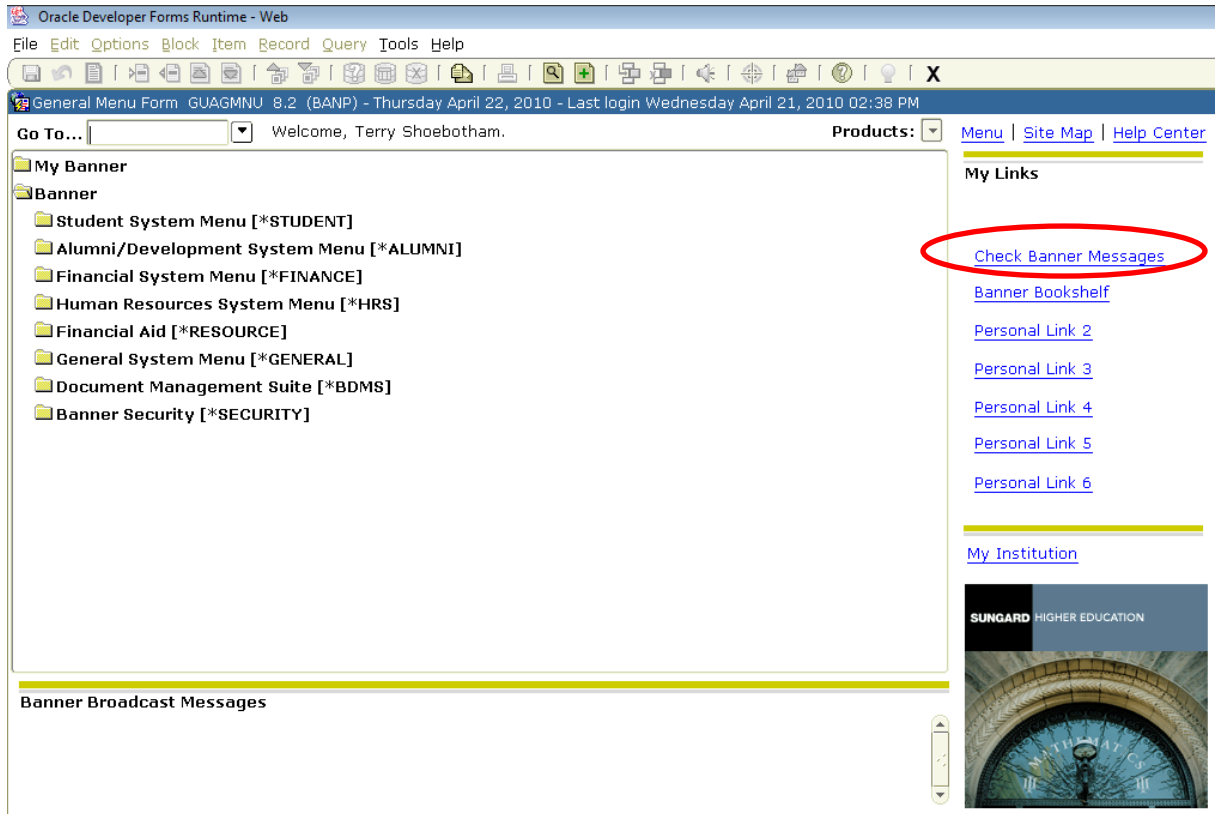 Oracle Developer Forms Runtime - Web
File Edit Options Block Item Record Query Tools Help
X
General Menu Form GUAGMNU 8.2 (BANP) - Thursday April 22, 2010 - Last login Wednesday April 21, 2010 02:38 PM
Go To... Welcome, Terry Shoebotham. Products: Menu | Site Map | Help Center
My Banner
Banner
Student System Menu [*STUDENT]
Alumni/Development System Menu [*ALUMNI]
Financial System Menu [*FINANCE]
Human Resources System Menu [*HRS]
Financial Aid [*RESOURCE]
General System Menu [*GENERAL]
Document Management Suite [*BDMS]
Banner Security [*SECURITY]
My Links
Check Banner Messages
Banner Bookshelf
Personal Link 2
Personal Link 3
Personal Link 4
Personal Link 5
Personal Link 6
My Institution
SUNGARD HIGHER EDUCATION
MATHEMATICS
Banner Broadcast Messages